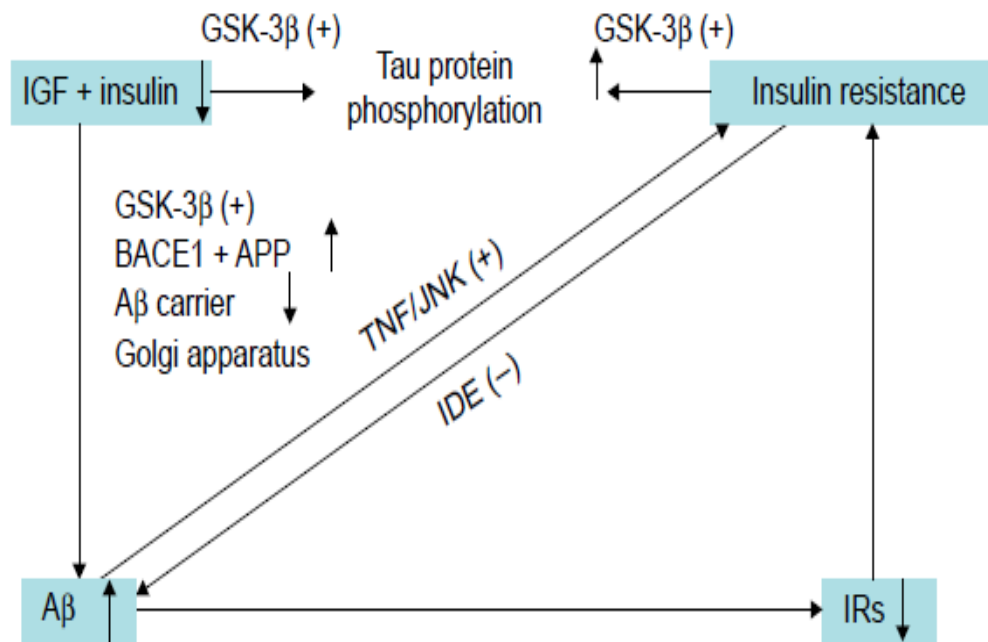 GSK-3β (+)
GSK-3β (+)
IGF + insulin
Tau protein
phosphorylation
Insulin resistance
GSK-3β (+)
BACE1 + APP
Aβ carrier
Golgi apparatus
TNF/JNK (+)
IDE (–)
Aβ
IRs